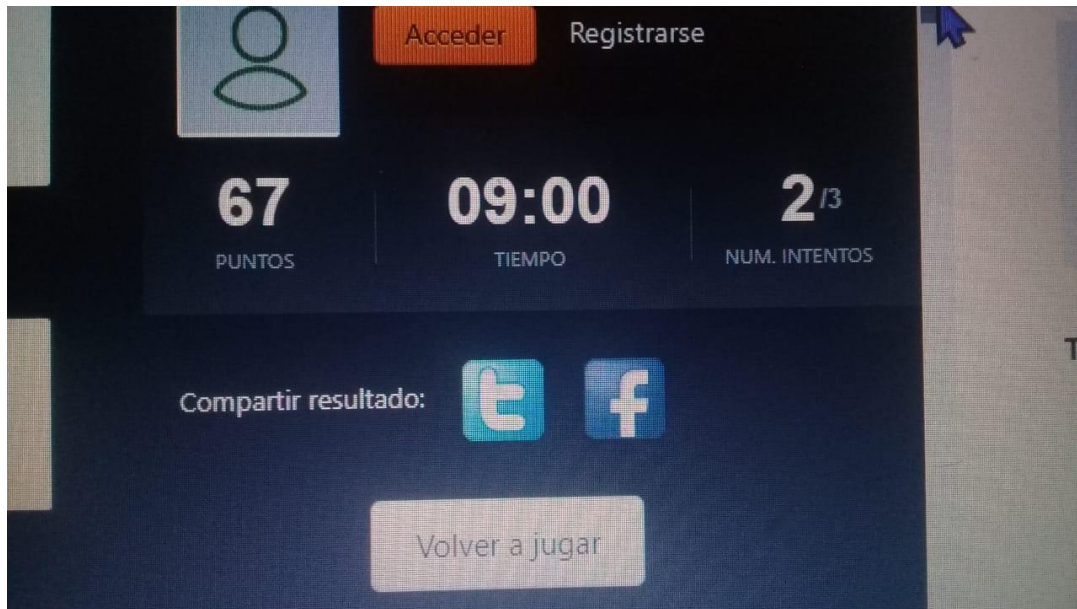 Acceder Registrarse
67 09:00 2/3
PUNTOS TIEMPO NUM. INTENTOS
T
Compartir resultado: t f
Volver a jugar